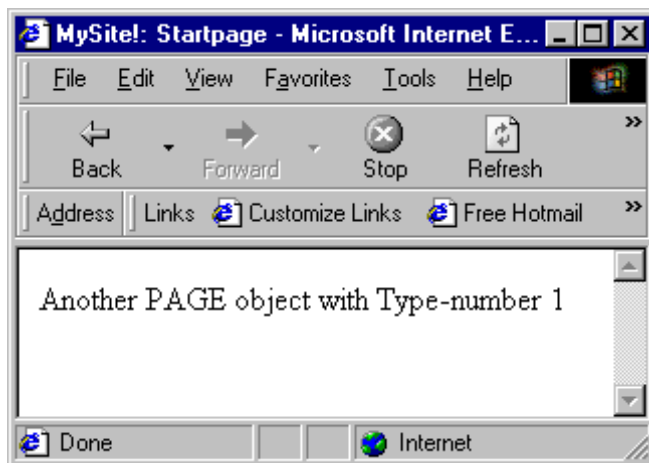 MySite!: Startpage - Microsoft Internet E...
File Edit View Favorites Tools Help
Back Forward Stop Refresh »
Address Links Customize Links Free Hotmail »
Another PAGE object with Type-number 1
Done Internet